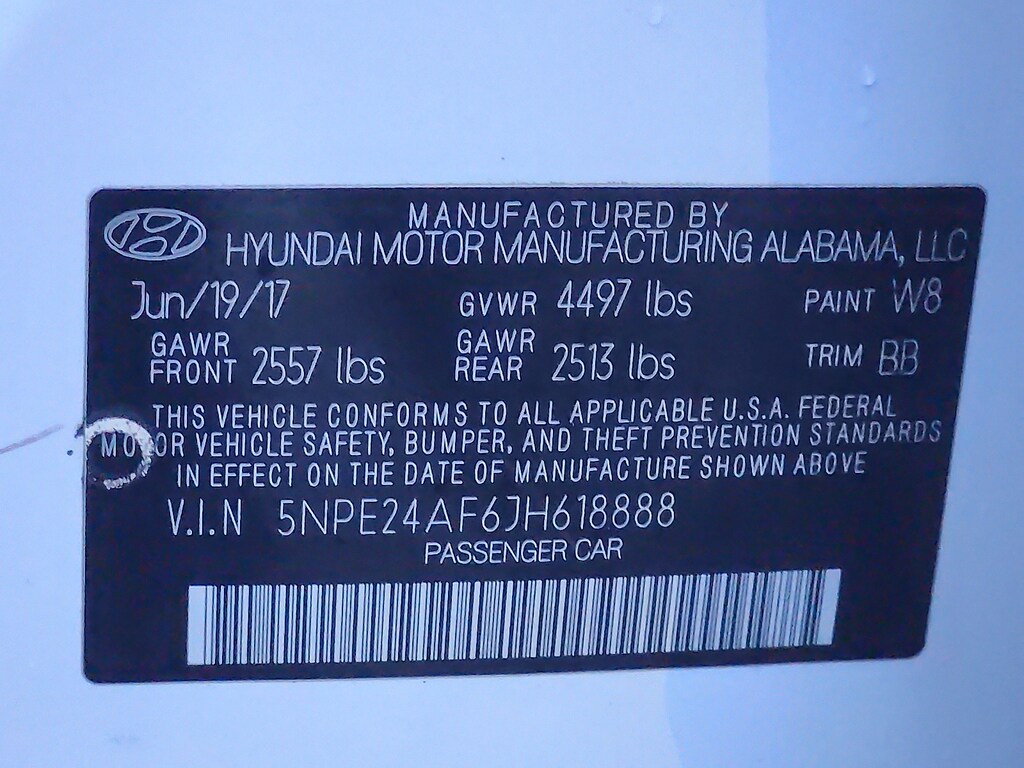 MANUFACTURED BY
HYUNDAI MOTOR MANUFACTURING ALABAMA, LLC
Jun/19/17 GVWR 4497 lbs PAINT W8
GAWR FRONT 2557 lbs GAWR REAR 2513 lbs TRIM BB
THIS VEHICLE CONFORMS TO ALL APPLICABLE U.S.A. FEDERAL
MOTOR VEHICLE SAFETY, BUMPER, AND THEFT PREVENTION STANDARDS
IN EFFECT ON THE DATE OF MANUFACTURE SHOWN ABOVE
V.I.N 5NPE24AF6JH618888
PASSENGER CAR